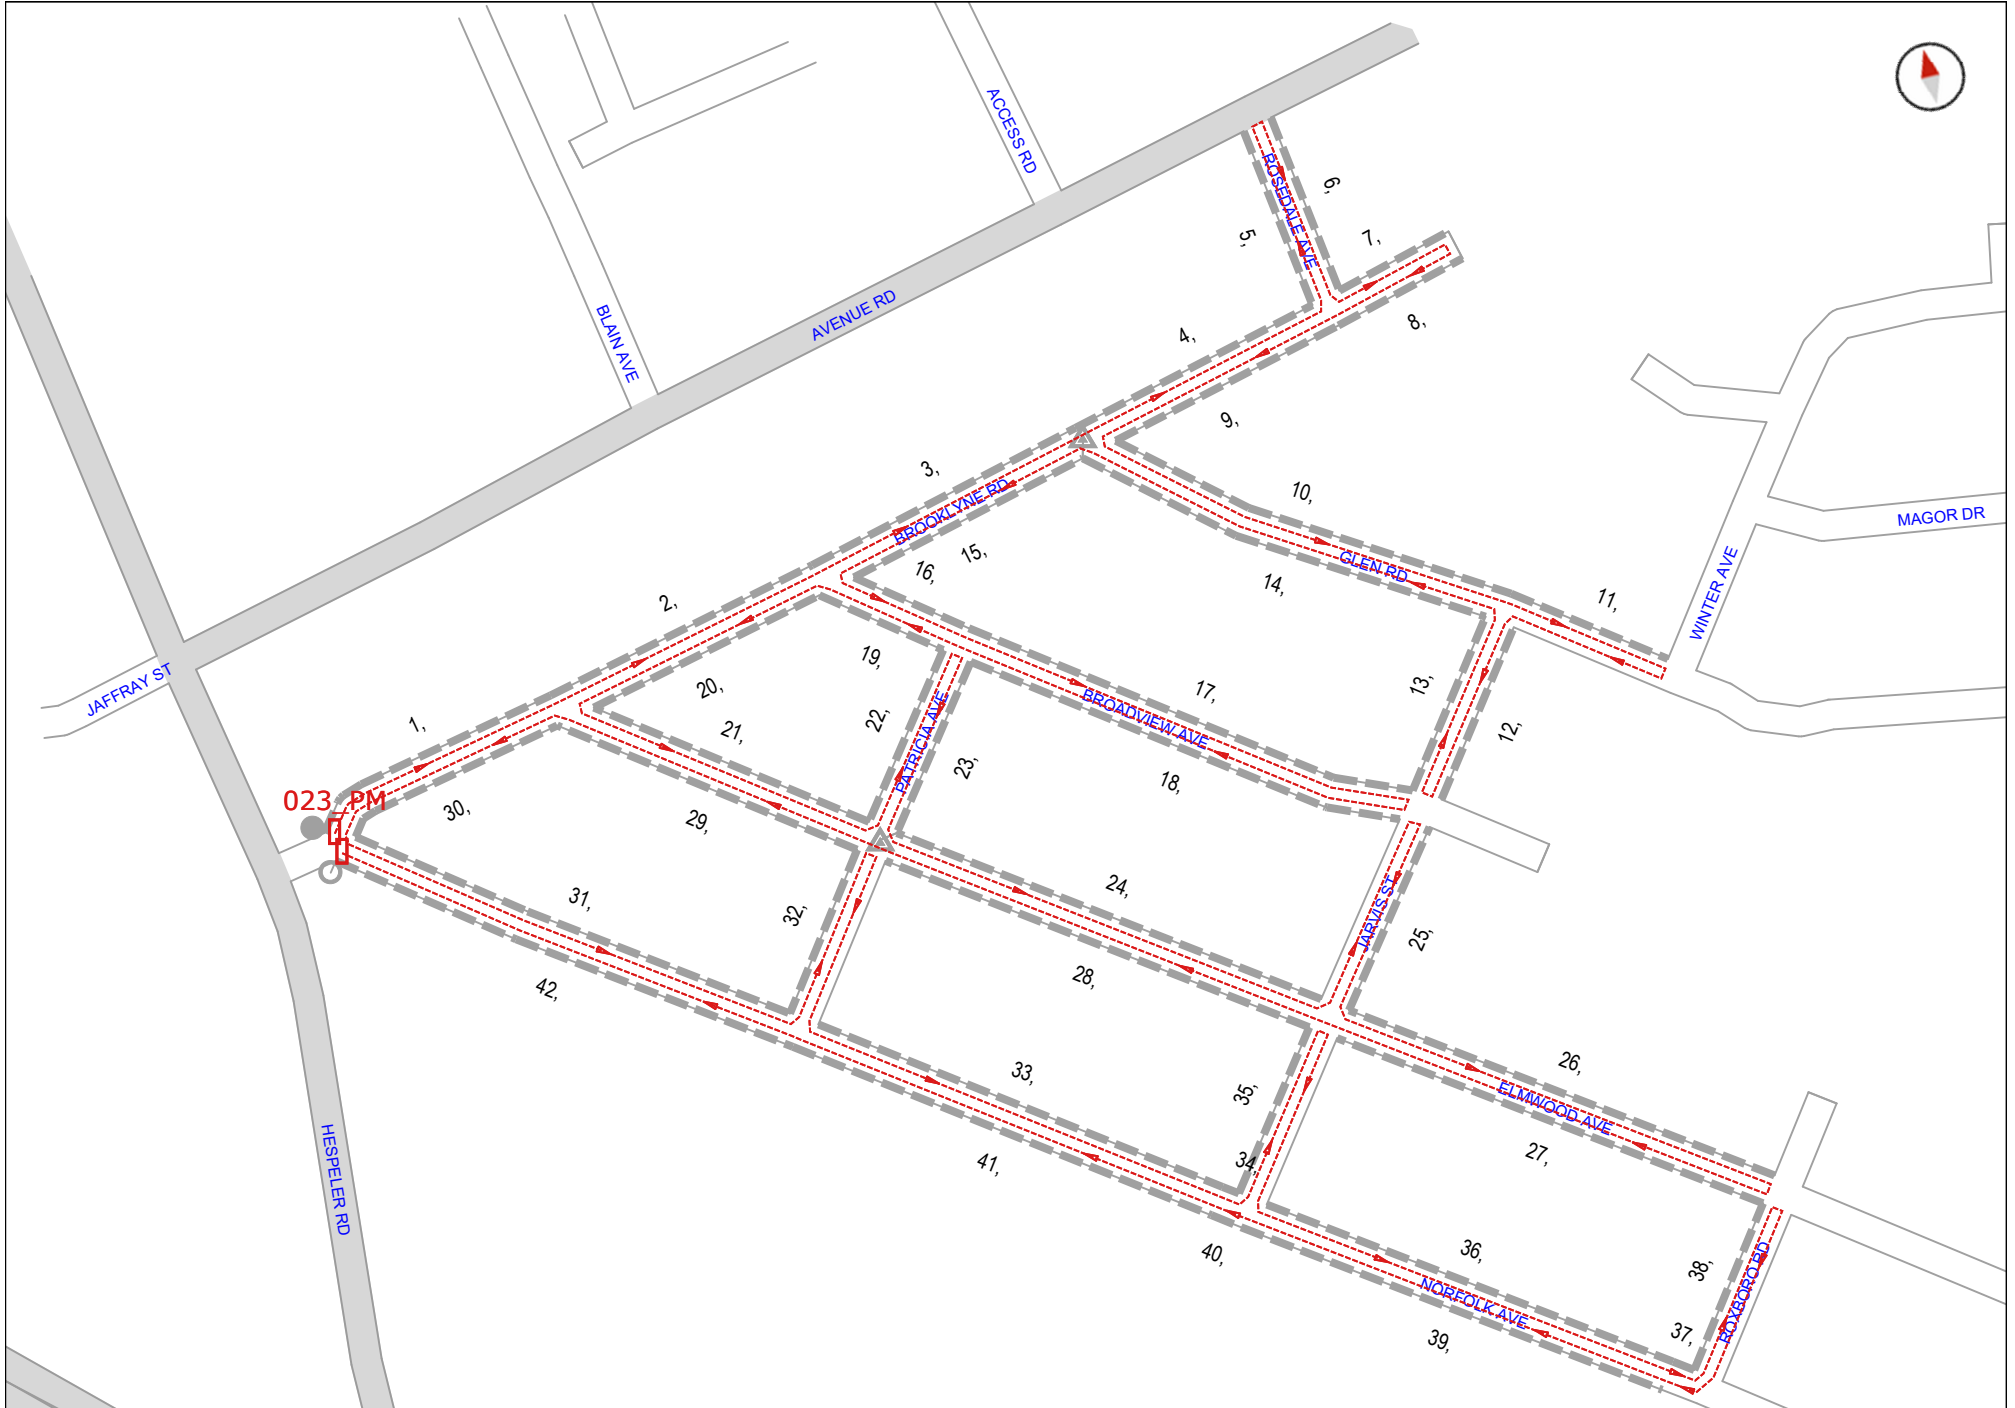 ACCESS RD
ROSEDALE AVE
6,
5,
7,
BLAIN AVE
AVENUE RD
8,
4,
9,
3,
10,
BROOKLYNE RD
MAGOR DR
15,
16,
GLEN RD
14,
11,
WINTER AVE
2,
JAFFRAY ST
19,
20,
21,
22,
PATRICIA AVE
17,
BROADVIEW AVE
13,
12,
1,
023_PM
30,
29,
23,
18,
31,
32,
24,
JARVIS ST
25,
42,
28,
33,
26,
ELMWOOD AVE
35,
34,
27,
HESPELER RD
41,
40,
36,
38,
NORFOLK AVE
37,
ROXBORO RD
39,